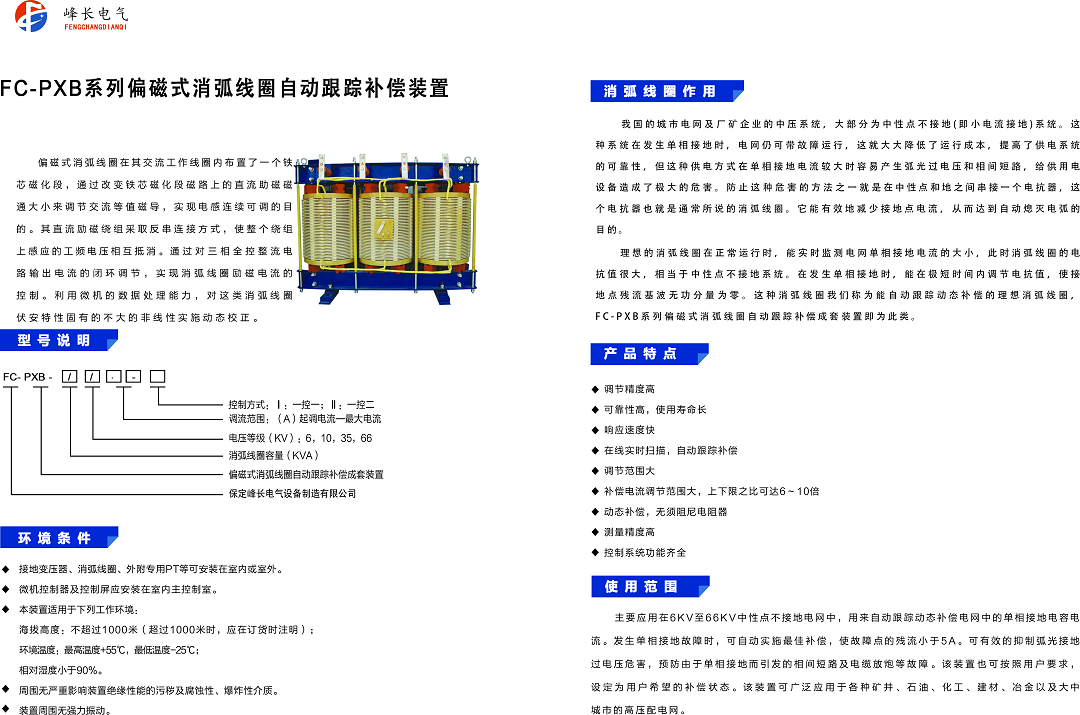 峰长电气
FENGCHANGDIANQI
FC-PXB系列偏磁式消弧线圈自动跟踪补偿装置
偏磁式消弧线圈在其交流工作线圈内布置了一个铁
芯磁化段，通过改变铁芯磁化段磁路上的直流助磁磁
通大小来调节交流等值磁导，实现电感连续可调的目
的。其直流励磁绕组采取反串连接方式，使整个绕组
上感应的工频电压相互抵消。通过对三相全控整流电
路输出电流的闭环调节，实现消弧线圈励磁电流的
控制。利用微机的数据处理能力，对这类消弧线圈
伏安特性固有的不大的非线性实施动态校正。
型号说明
FC- PXB - / / · - 
控制方式：Ⅰ：一控一；Ⅱ：一控二
调流范围：（A）起调电流—最大电流
电压等级（KV）；6，10，35，66
消弧线圈容量（KVA）
偏磁式消弧线圈自动跟踪补偿成套装置
保定峰长电气设备制造有限公司
环境条件
◆ 接地变压器、消弧线圈、外附专用PT等可安装在室内或室外。
◆ 微机控制器及控制屏应安装在室内主控制室。
◆ 本装置适用于下列工作环境：
海拔高度：不超过1000米（超过1000米时，应在订货时注明）；
环境温度：最高温度+55℃，最低温度-25℃；
相对湿度小于90%。
◆ 周围无严重影响装置绝缘性能的污秽及腐蚀性、爆炸性介质。
◆ 装置周围无强力振动。
消弧线圈作用
我国的城市电网及厂矿企业的中压系统，大部分为中性点不接地(即小电流接地)系统。这
种系统在发生单相接地时，电网仍可带故障运行，这就大大降低了运行成本，提高了供电系统
的可靠性，但这种供电方式在单相接地电流较大时容易产生弧光过电压和相间短路，给供用电
设备造成了极大的危害。防止这种危害的方法之一就是在中性点和地之间串接一个电抗器，这
个电抗器也就是通常所说的消弧线圈。它能有效地减少接地点电流，从而达到自动熄灭电弧的
目的。
理想的消弧线圈在正常运行时，能实时监测电网单相接地电流的大小，此时消弧线圈的电
抗值很大，相当于中性点不接地系统。在发生单相接地时，能在极短时间内调节电抗值，使接
地点残流基波无功分量为零。这种消弧线圈我们称为能自动跟踪动态补偿的理想消弧线圈，
FC-PXB系列偏磁式消弧线圈自动跟踪补偿成套装置即为此类。
产品特点
◆ 调节精度高
◆ 可靠性高，使用寿命长
◆ 响应速度快
◆ 在线实时扫描，自动跟踪补偿
◆ 调节范围大
◆ 补偿电流调节范围大，上下限之比可达6～10倍
◆ 动态补偿，无须阻尼电阻器
◆ 测量精度高
◆ 控制系统功能齐全
使用范围
主要应用在6KV至66KV中性点不接地电网中，用来自动跟踪动态补偿电网中的单相接地电容电
流。发生单相接地故障时，可自动实施最佳补偿，使故障点的残流小于5A。可有效的抑制弧光接地
过电压危害，预防由于单相接地而引发的相间短路及电缆放炮等故障。该装置也可按照用户要求，
设定为用户希望的补偿状态。该装置可广泛应用于各种矿井、石油、化工、建材、冶金以及大中
城市的高压配电网。